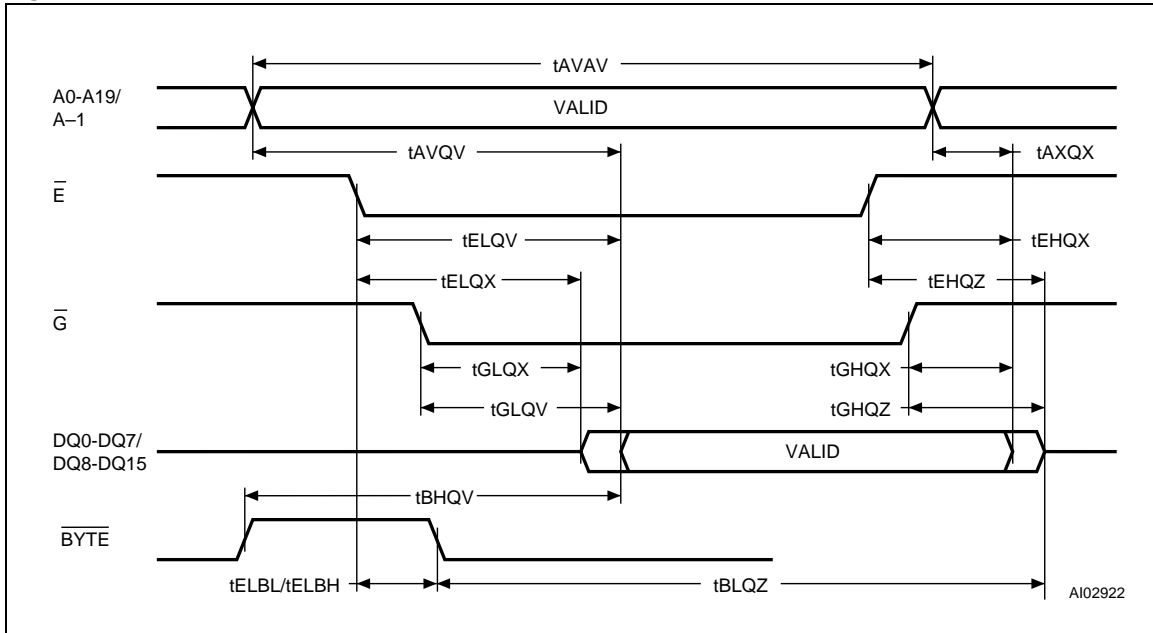 tAVAV
A0-A19/
A–1
VALID
tAVQV
tAXQX
E
tELQV
tEHQX
tELQX
tEHQZ
G
tGLQX
tGHQX
tGLQV
tGHQZ
DQ0-DQ7/
DQ8-DQ15
VALID
tBHQV
BYTE
tELBL/tELBH
tBLQZ
AI02922